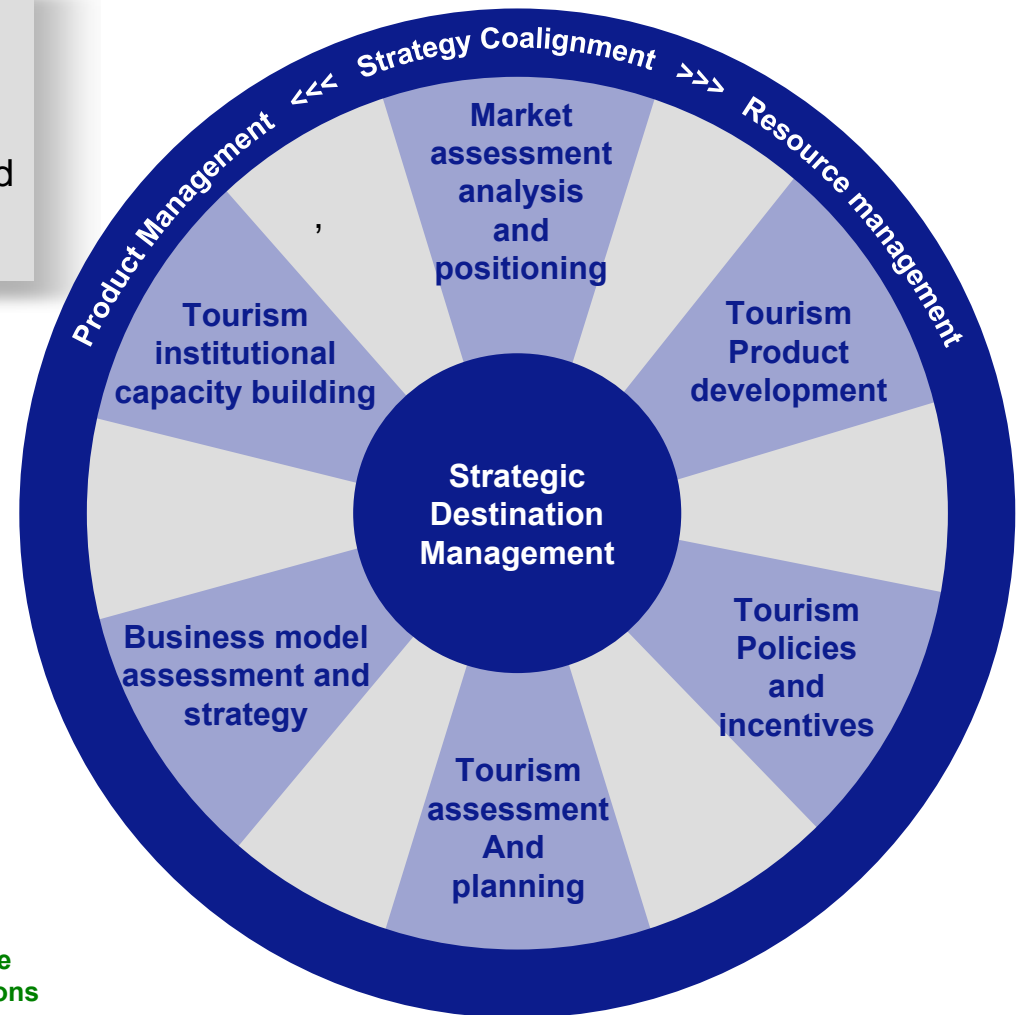 d
Product Management <<< Strategy Coalignment >>> Resource management
Market
assessment
analysis
and
positioning
,
Tourism
institutional
capacity building
Tourism
Product
development
Strategic
Destination
Management
Tourism
Policies
and
incentives
Business model
assessment and
strategy
Tourism
assessment
And
planning
e
ons